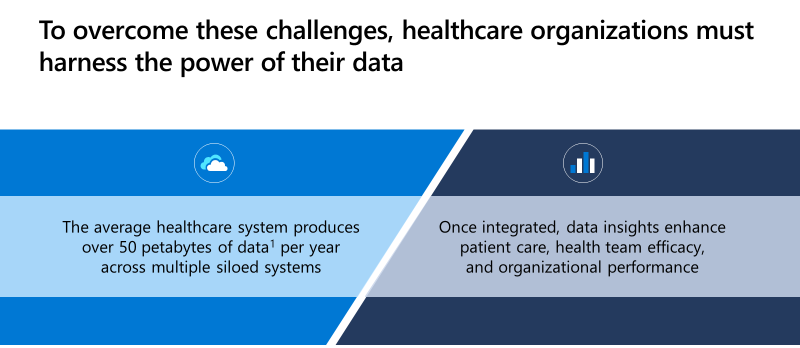 To overcome these challenges, healthcare organizations must
harness the power of their data
The average healthcare system produces
over 50 petabytes of data¹ per year
across multiple siloed systems
Once integrated, data insights enhance
patient care, health team efficacy,
and organizational performance